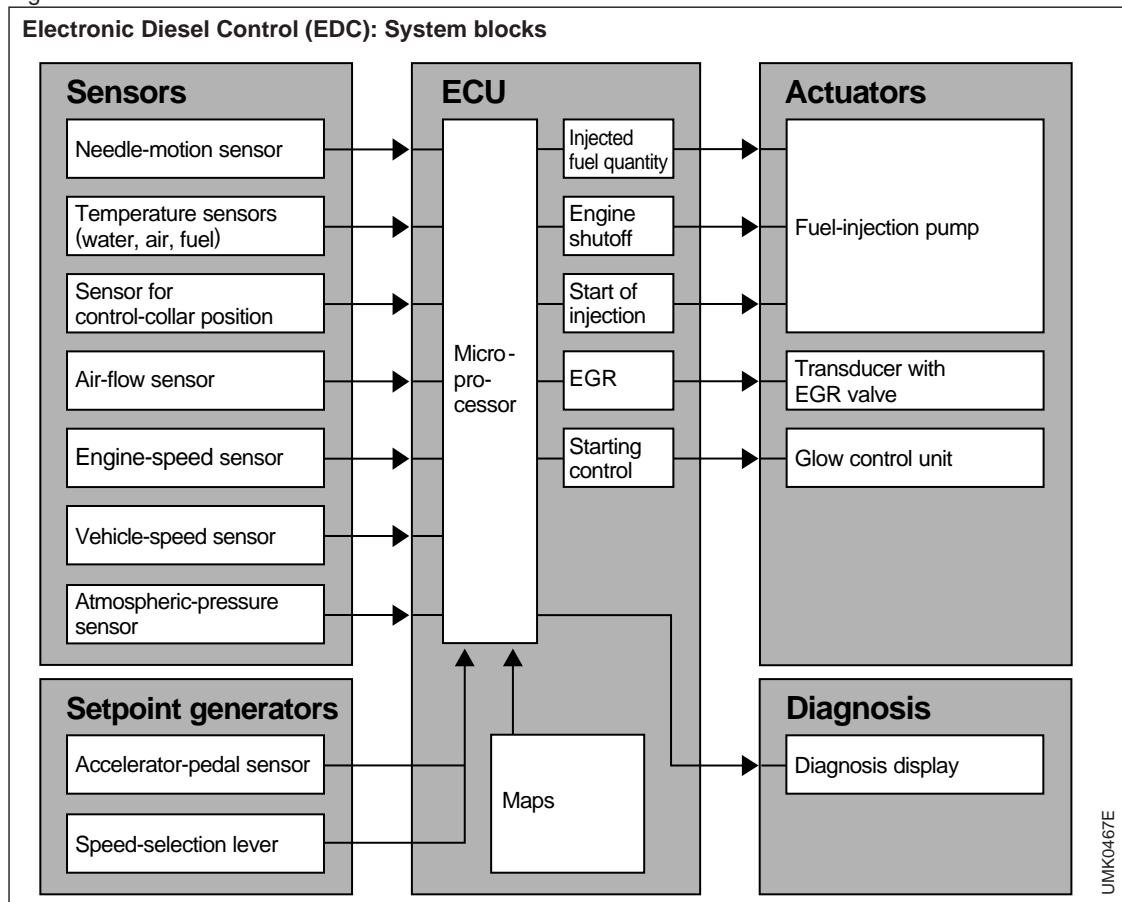 Electronic Diesel Control (EDC): System blocks
Sensors
Needle-motion sensor
Temperature sensors
(water, air, fuel)
Sensor for
control-collar position
Air-flow sensor
Engine-speed sensor
Vehicle-speed sensor
Atmospheric-pressure
sensor
Setpoint generators
Accelerator-pedal sensor
Speed-selection lever
ECU
Micro-
pro-
cessor
Injected
fuel quantity
Engine
shutoff
Start of
injection
EGR
Starting
control
Maps
Actuators
Fuel-injection pump
Transducer with
EGR valve
Glow control unit
Diagnosis
Diagnosis display
UMK0467E